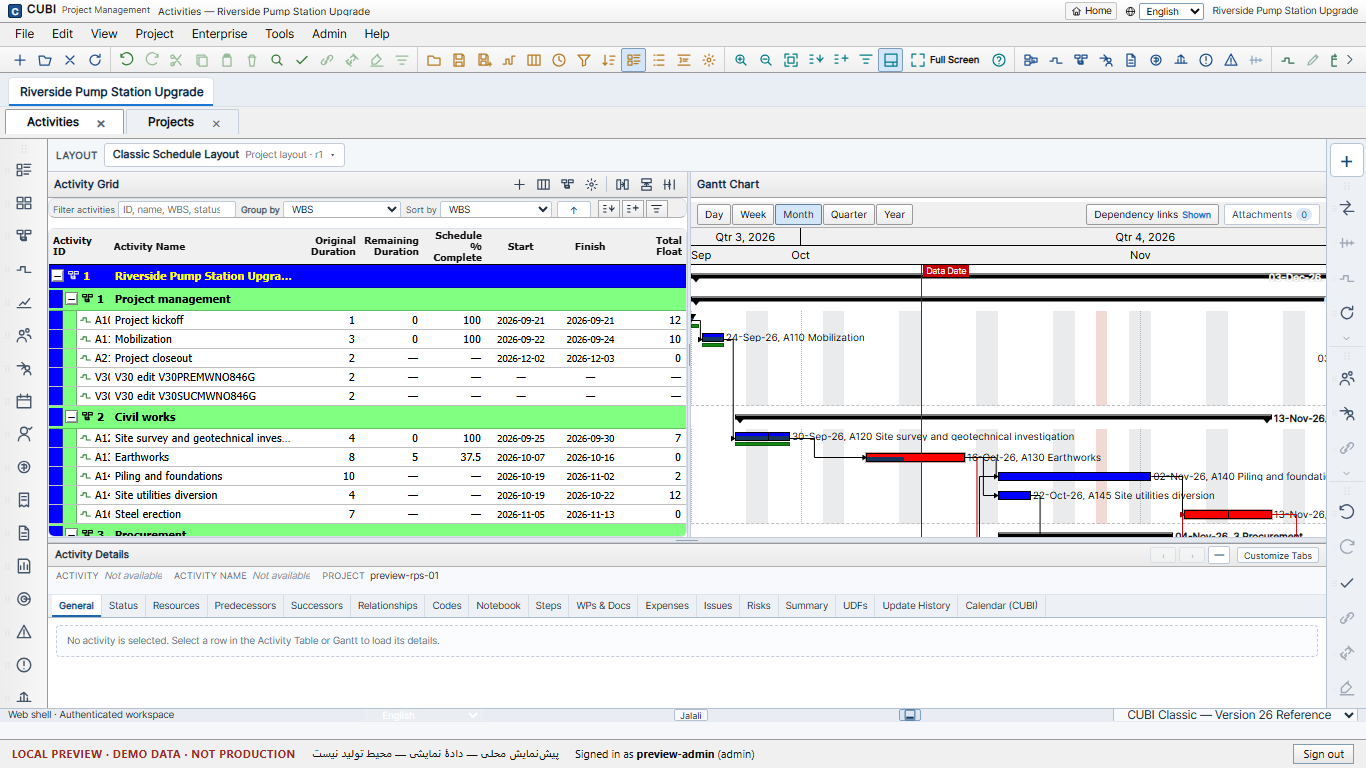 CUBI Project Management Activities — Riverside Pump Station Upgrade
Home English Riverside Pump Station Upgrade
File Edit View Project Enterprise Tools Admin Help
Full Screen
Riverside Pump Station Upgrade
Activities × Projects ×
LAYOUT Classic Schedule Layout Project layout · r1
Activity Grid
Filter activities ID, name, WBS, status Group by WBS Sort by WBS
Activity ID Activity Name Original Duration Remaining Duration Schedule % Complete Start Finish Total Float
1 Riverside Pump Station Upgra...
1 Project management
Project kickoff 1 0 100 2026-09-21 2026-09-21 12
Mobilization 3 0 100 2026-09-22 2026-09-24 10
Project closeout 2 — — 2026-12-02 2026-12-03 0
V30 edit V30PREMWNO846G 2 — — — — —
V30 edit V30SUCMWNO846G 2 — — — — —
2 Civil works
Site survey and geotechnical inves... 4 0 100 2026-09-25 2026-09-30 7
Earthworks 8 5 37.5 2026-10-07 2026-10-16 0
Piling and foundations 10 — — 2026-10-19 2026-11-02 2
Site utilities diversion 4 — — 2026-10-19 2026-10-22 12
Steel erection 7 — — 2026-11-05 2026-11-13 0
3 Procurement
Gantt Chart
Day Week Month Quarter Year Dependency links Shown Attachments 0
Qtr 3, 2026 Qtr 4, 2026
Sep Oct Nov
Data Date 03-Dec-26
24-Sep-26, A110 Mobilization
13-Nov-26,
30-Sep-26, A120 Site survey and geotechnical investigation
16-Oct-26, A130 Earthworks
02-Nov-26, A140 Piling and foundati
22-Oct-26, A145 Site utilities diversion
13-Nov-26,
04-Nov-26, 3 Procurement
Activity Details Customize Tabs
ACTIVITY Not available ACTIVITY NAME Not available PROJECT preview-rps-01
General Status Resources Predecessors Successors Relationships Codes Notebook Steps WPs & Docs Expenses Issues Risks Summary UDFs Update History Calendar (CUBI)
No activity is selected. Select a row in the Activity Table or Gantt to load its details.
Web shell · Authenticated workspace English Jalali CUBI Classic — Version 26 Reference
LOCAL PREVIEW · DEMO DATA · NOT PRODUCTION پیش‌نمایش محلی — دادهٔ نمایشی — محیط تولید نیست Signed in as preview-admin (admin) Sign out